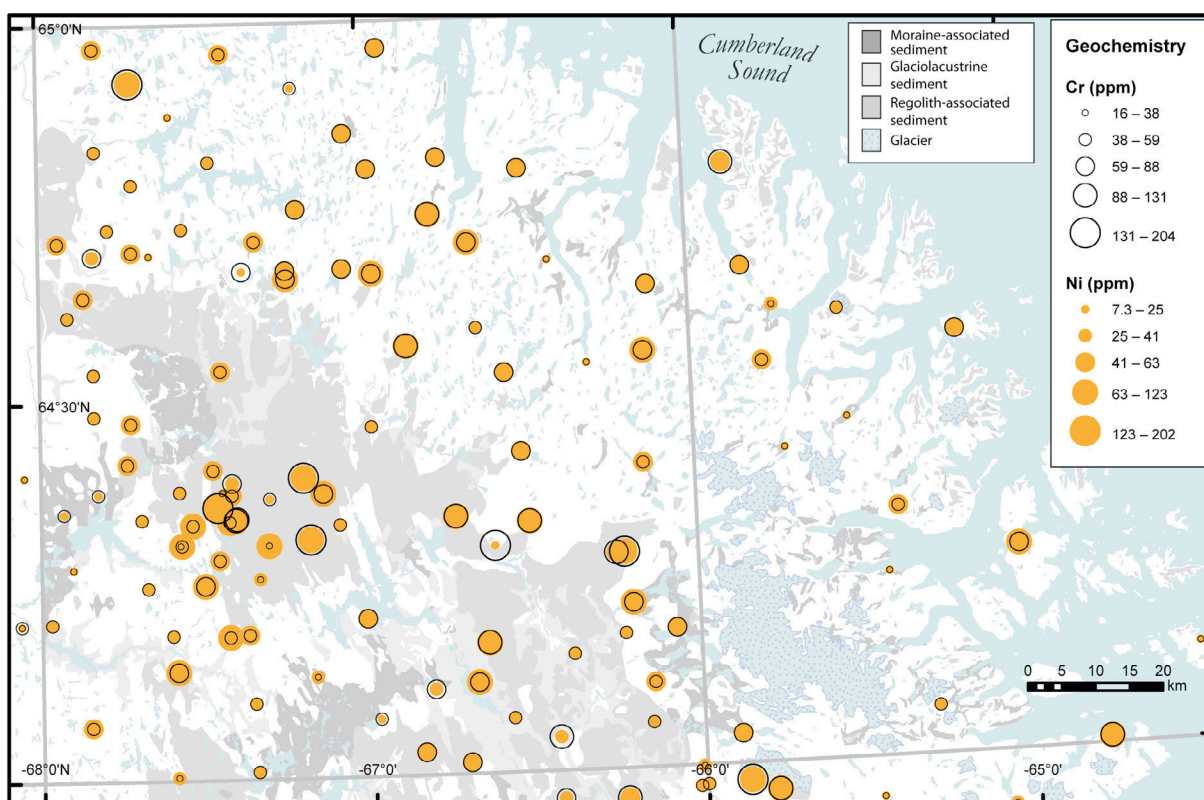 65°0'N
Cumberland
Sound
Moraine-associated
sediment
Glaciolacustrine
sediment
Regolith-associated
sediment
Glacier
Geochemistry
Cr (ppm)
16 – 38
38 – 59
59 – 88
88 – 131
131 – 204
Ni (ppm)
7.3 – 25
25 – 41
41 – 63
63 – 123
123 – 202
64°30'N
0 5 10 15 20
km
-68°0'N
-67°0'
-66°0'
-65°0'